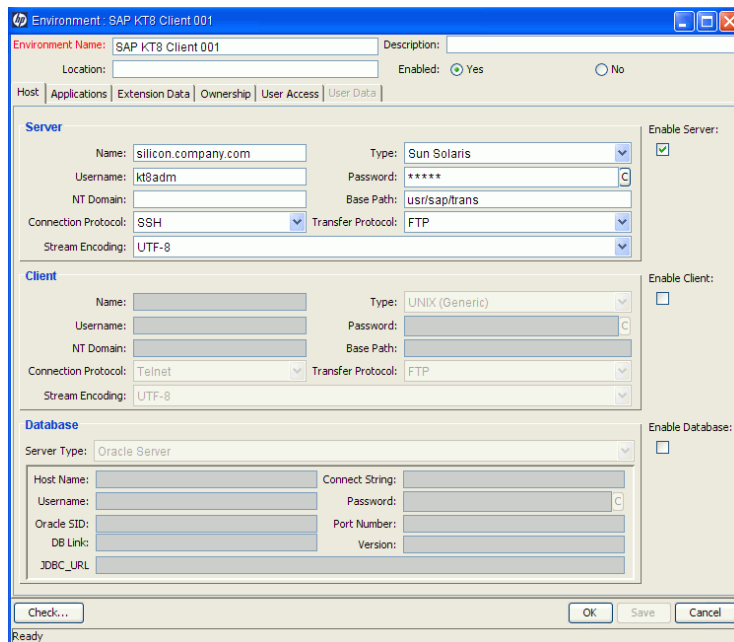 hp Environment : SAP KT8 Client 001
Environment Name: SAP KT8 Client 001 Description:
Location: Enabled: Yes No
Host Applications Extension Data Ownership User Access User Data
Server Enable Server:
Name: silicon.company.com Type: Sun Solaris
Username: kt8adm Password: ***** C
NT Domain: Base Path: usr/sap/trans
Connection Protocol: SSH Transfer Protocol: FTP
Stream Encoding: UTF-8
Client Enable Client:
Name: Type: UNIX (Generic)
Username: Password: C
NT Domain: Base Path:
Connection Protocol: Telnet Transfer Protocol: FTP
Stream Encoding: UTF-8
Database Enable Database:
Server Type: Oracle Server
Host Name: Connect String:
Username: Password: C
Oracle SID: Port Number:
DB Link: Version:
JDBC_URL
Check... OK Save Cancel
Ready